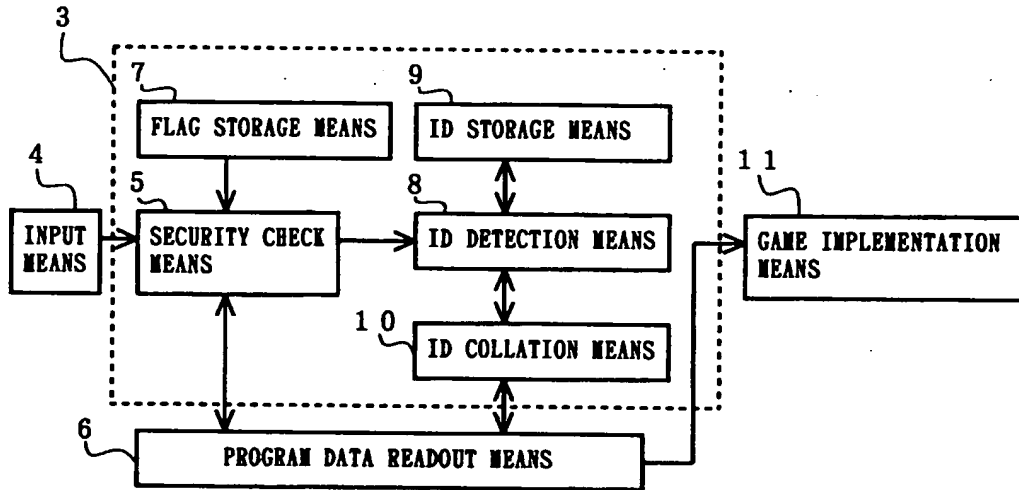 3
7
FLAG STORAGE MEANS
9
ID STORAGE MEANS
4
INPUT
MEANS
5
SECURITY CHECK
MEANS
8
ID DETECTION MEANS
11
GAME IMPLEMENTATION
MEANS
10
ID COLLATION MEANS
6
PROGRAM DATA READOUT MEANS